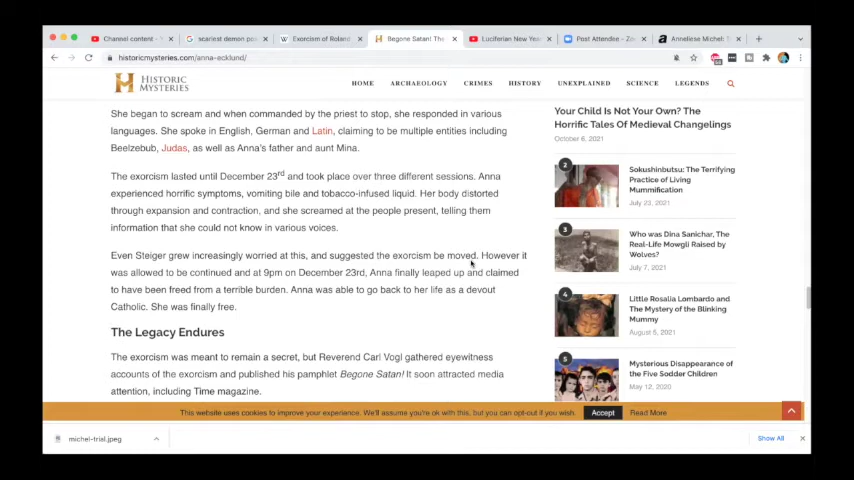 Channel content - Y
scariest demon pos
Exorcism of Roland
Begone Satan! The
Luciferian New Year
Post Attendee - Zo
Anneliese Michel: S
historicmysteries.com/anna-ecklund/
HISTORIC
MYSTERIES
HOME ARCHAEOLOGY CRIMES HISTORY UNEXPLAINED SCIENCE LEGENDS
She began to scream and when commanded by the priest to stop, she responded in various
languages. She spoke in English, German and Latin, claiming to be multiple entities including
Beelzebub, Judas, as well as Anna's father and aunt Mina.
The exorcism lasted until December 23rd and took place over three different sessions. Anna
experienced horrific symptoms, vomiting bile and tobacco-infused liquid. Her body distorted
through expansion and contraction, and she screamed at the people present, telling them
information that she could not know in various voices.
Even Steiger grew increasingly worried at this, and suggested the exorcism be moved. However it
was allowed to be continued and at 9pm on December 23rd, Anna finally leaped up and claimed
to have been freed from a terrible burden. Anna was able to go back to her life as a devout
Catholic. She was finally free.
The Legacy Endures
The exorcism was meant to remain a secret, but Reverend Carl Vogl gathered eyewitness
accounts of the exorcism and published his pamphlet Begone Satan! It soon attracted media
attention, including Time magazine.
Your Child Is Not Your Own? The
Horrific Tales Of Medieval Changelings
October 6, 2021
2
Sokushinbutsu: The Terrifying
Practice of Living
Mummification
July 23, 2021
3
Who was Dina Sanichar, The
Real-Life Mowgli Raised by
Wolves?
July 7, 2021
4
Little Rosalia Lombardo and
The Mystery of the Blinking
Mummy
August 5, 2021
5
Mysterious Disappearance of
the Five Sodder Children
May 12, 2020
This website uses cookies to improve your experience. We'll assume you're ok with this, but you can opt-out if you wish. Accept Read More
michel-trial.jpeg
Show All